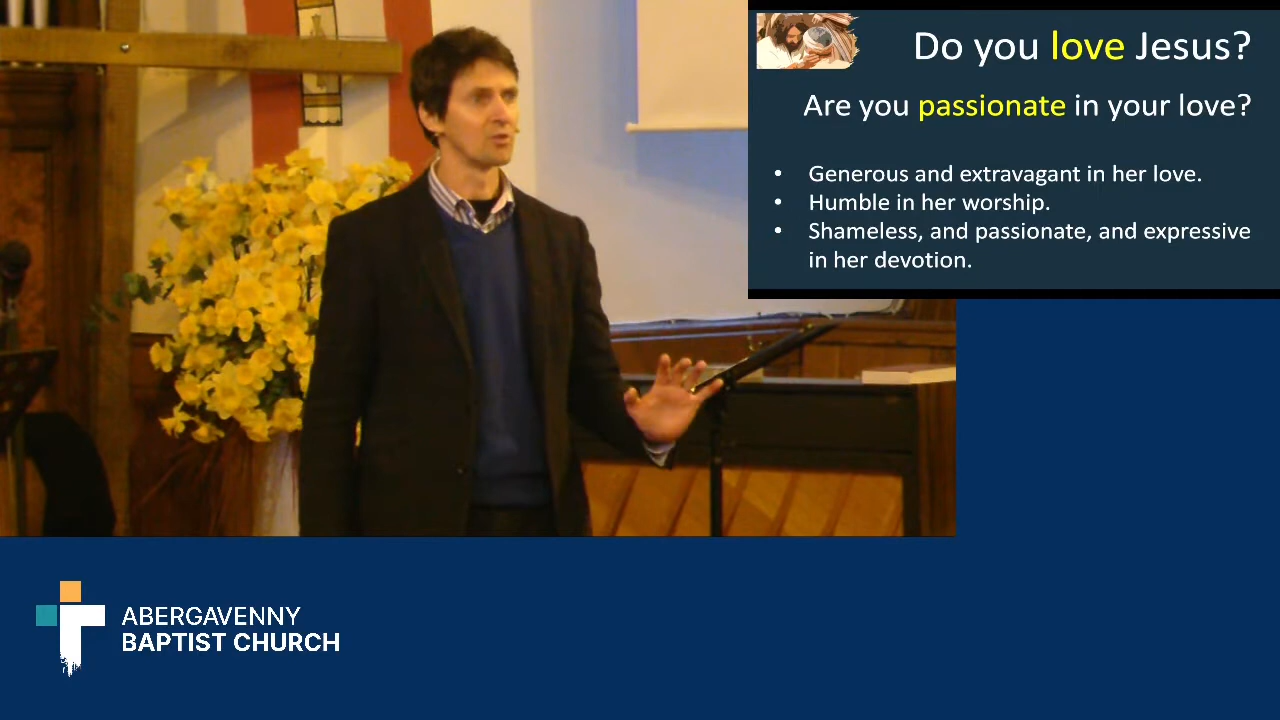 Do you love Jesus?
Are you passionate in your love?
• Generous and extravagant in her love.
• Humble in her worship.
• Shameless, and passionate, and expressive
in her devotion.
ABERGAVENNY
BAPTIST CHURCH